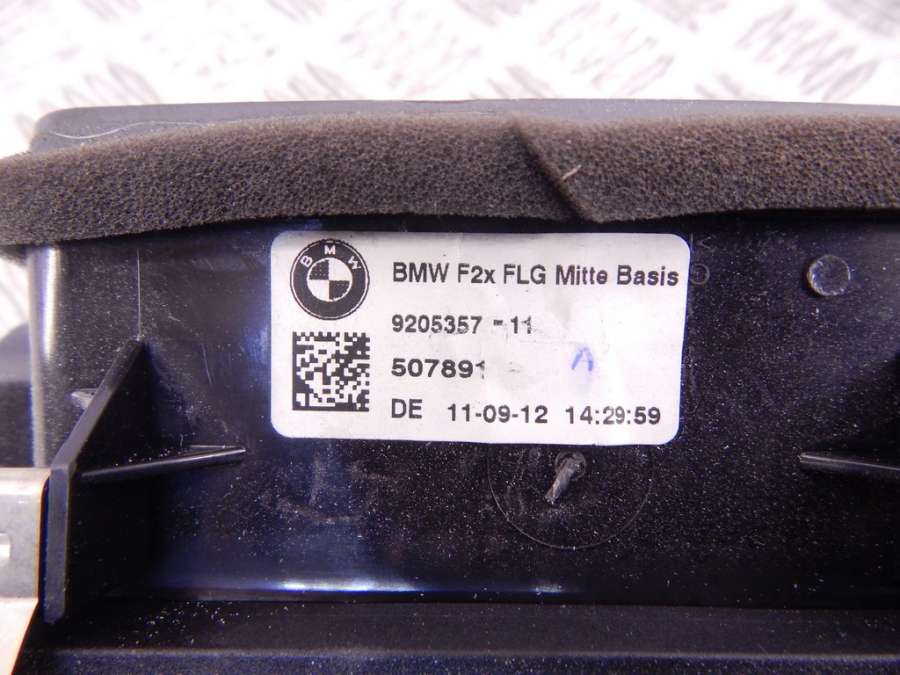 BMW
BMW F2x FLG Mitte Basis
9205357 -11
507891
A
DE 11-09-12 14:29:59